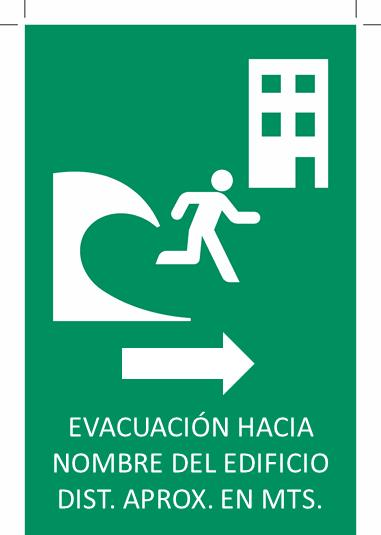 EVACUACIÓN HACIA
NOMBRE DEL EDIFICIO
DIST. APROX. EN MTS.